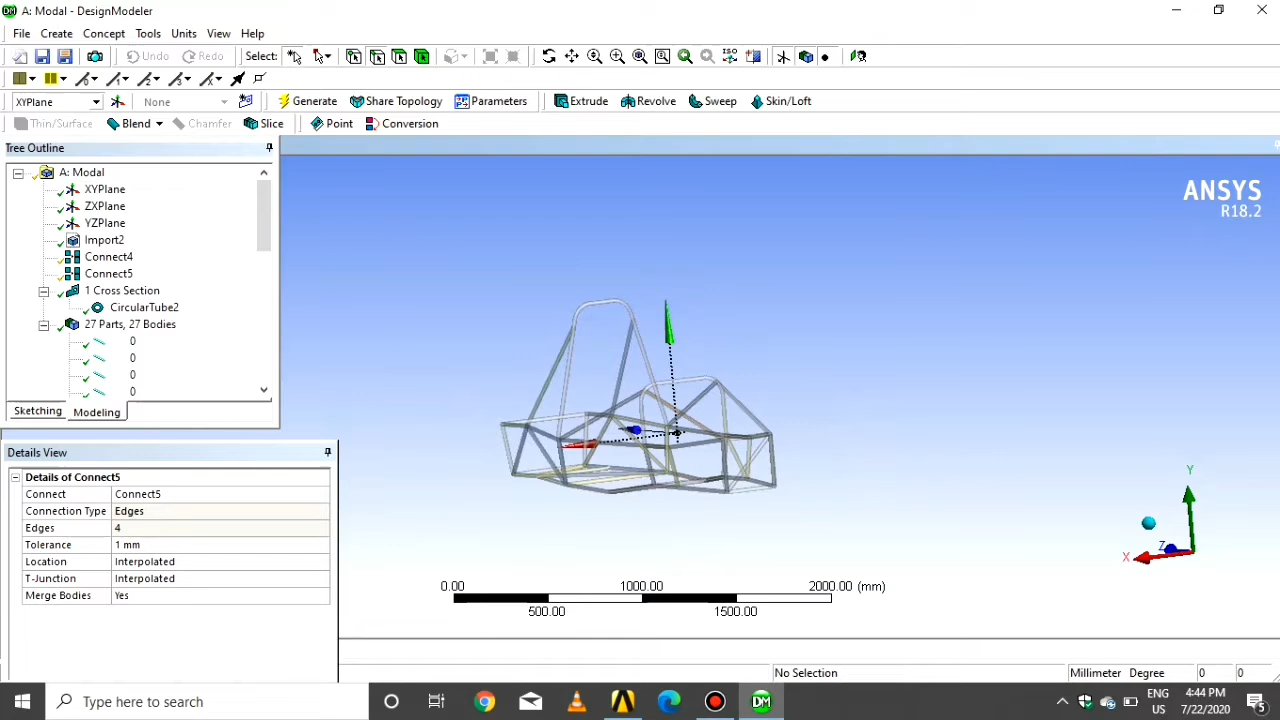 A: Modal - DesignModeler
File Create Concept Tools Units View Help
Undo Redo Select:
XYPlane None Generate Share Topology Parameters Extrude Revolve Sweep Skin/Loft
Thin/Surface Blend Chamfer Slice Point Conversion
Tree Outline
A: Modal
XYPlane
ZXPlane
YZPlane
Import2
Connect4
Connect5
1 Cross Section
CircularTube2
27 Parts, 27 Bodies
0
0
0
0
Sketching Modeling
Details View
Details of Connect5
Connect Connect5
Connection Type Edges
Edges 4
Tolerance 1 mm
Location Interpolated
T-Junction Interpolated
Merge Bodies Yes
ANSYS
R18.2
Y
X
Z
0.00 1000.00 2000.00 (mm)
500.00 1500.00
No Selection Millimeter Degree 0 0
Type here to search
ENG
US
4:44 PM
7/22/2020
5